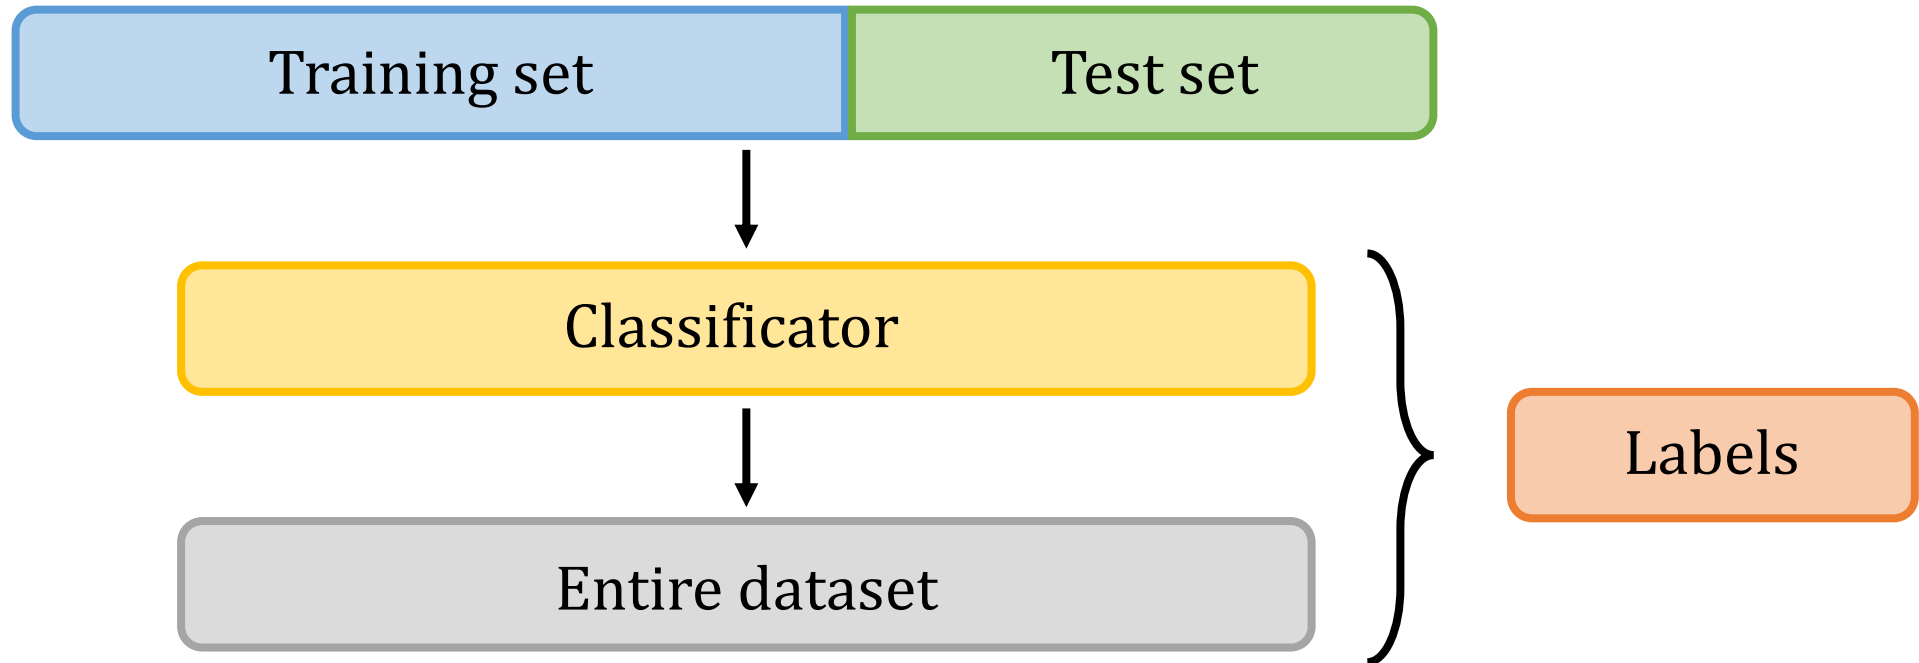 Training set
Test set
Classificator
Labels
Entire dataset